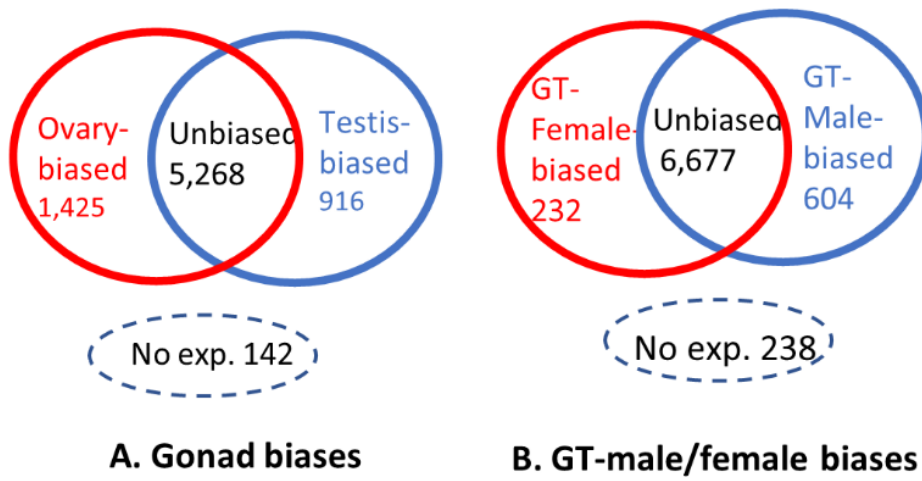 Ovary-
biased
1,425
Unbiased
5,268
Testis-
biased
916
No exp. 142
A. Gonad biases
GT-
Female-
biased
232
Unbiased
6,677
GT-
Male-
biased
604
No exp. 238
B. GT-male/female biases